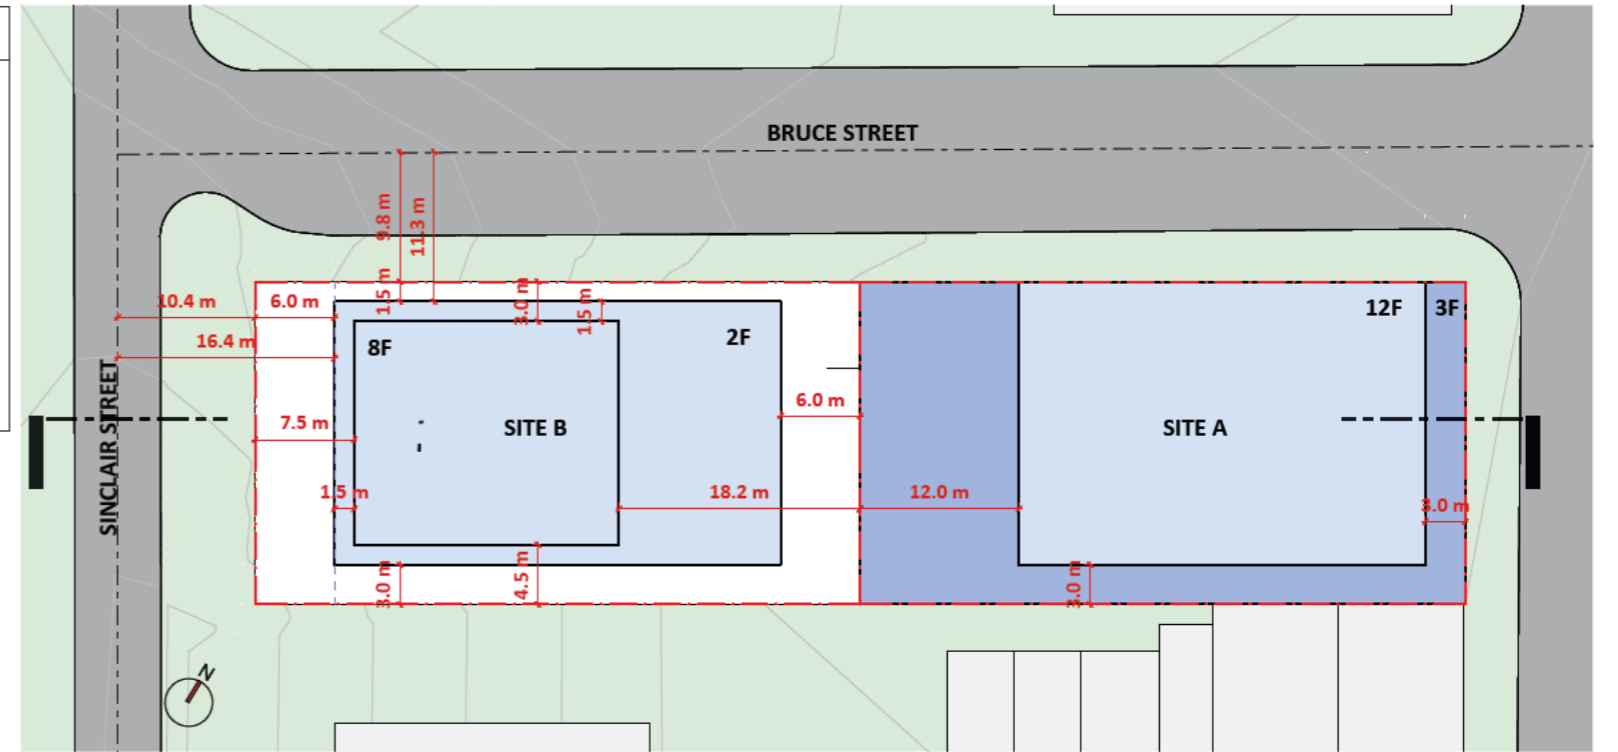 BRUCE STREET
9.8 m
11.3 m
10.4 m
6.0 m
1.5 m
3.0 m
1.5 m
12F
3F
16.4 m
8F
2F
SINCLAIR STREET
7.5 m
SITE B
6.0 m
SITE A
1.5 m
18.2 m
12.0 m
3.0 m
3.0 m
4.5 m
3.0 m
N